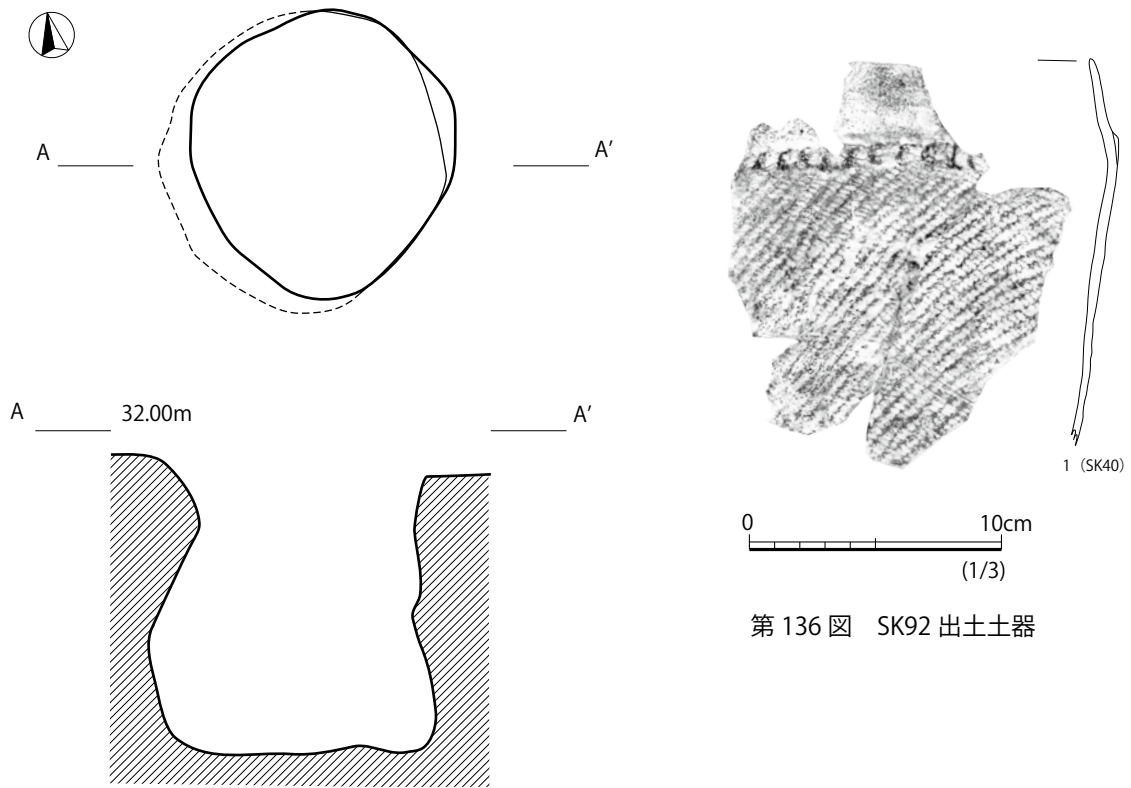 A A′
A 32.00m A′
1（SK40）
0 10cm
(1/3)
第 136 図　SK92 出土土器